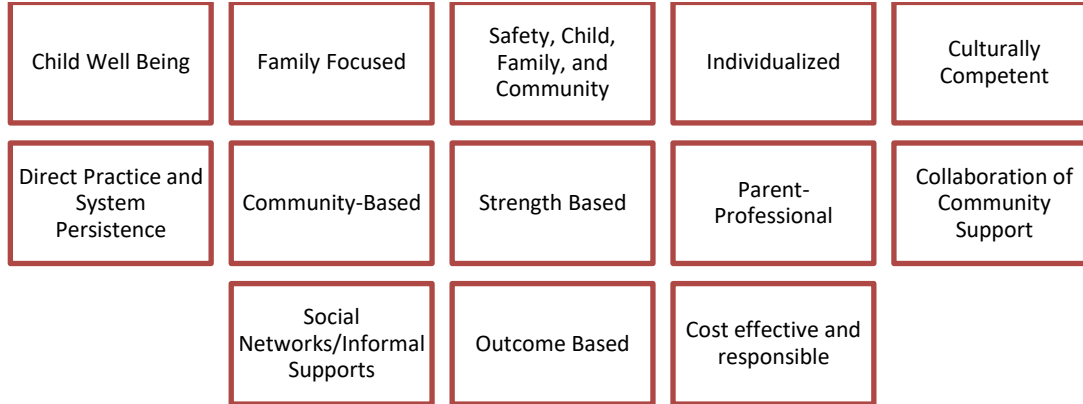 Child Well Being
Family Focused
Safety, Child,
Family, and
Community
Individualized
Culturally
Competent
Direct Practice and
System
Persistence
Community-Based
Strength Based
Parent-
Professional
Collaboration of
Community
Support
Social
Networks/Informal
Supports
Outcome Based
Cost effective and
responsible